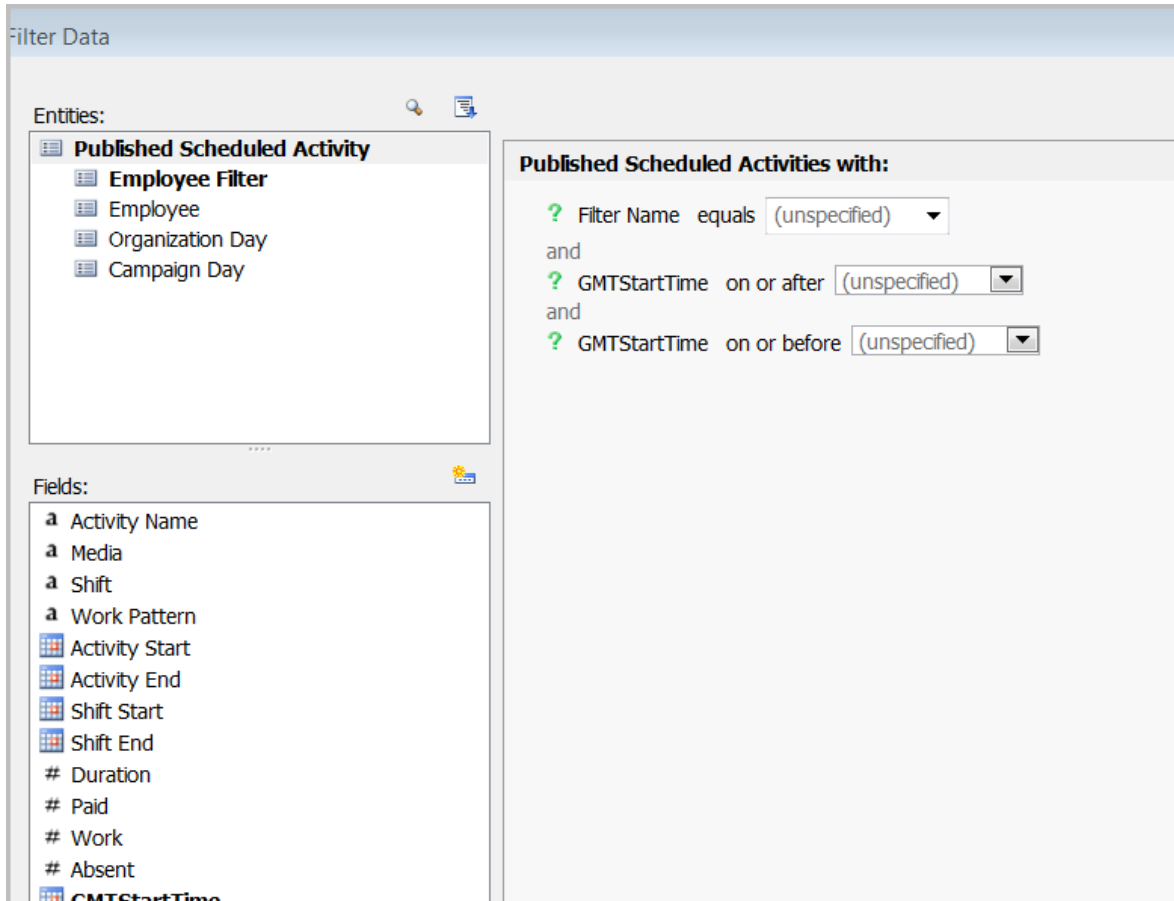 Filter Data
Entities:
Published Scheduled Activity
Employee Filter
Employee
Organization Day
Campaign Day
Fields:
a Activity Name
a Media
a Shift
a Work Pattern
Activity Start
Activity End
Shift Start
Shift End
# Duration
# Paid
# Work
# Absent
GMTStartTime
Published Scheduled Activities with:
? Filter Name equals (unspecified)
and
? GMTStartTime on or after (unspecified)
and
? GMTStartTime on or before (unspecified)